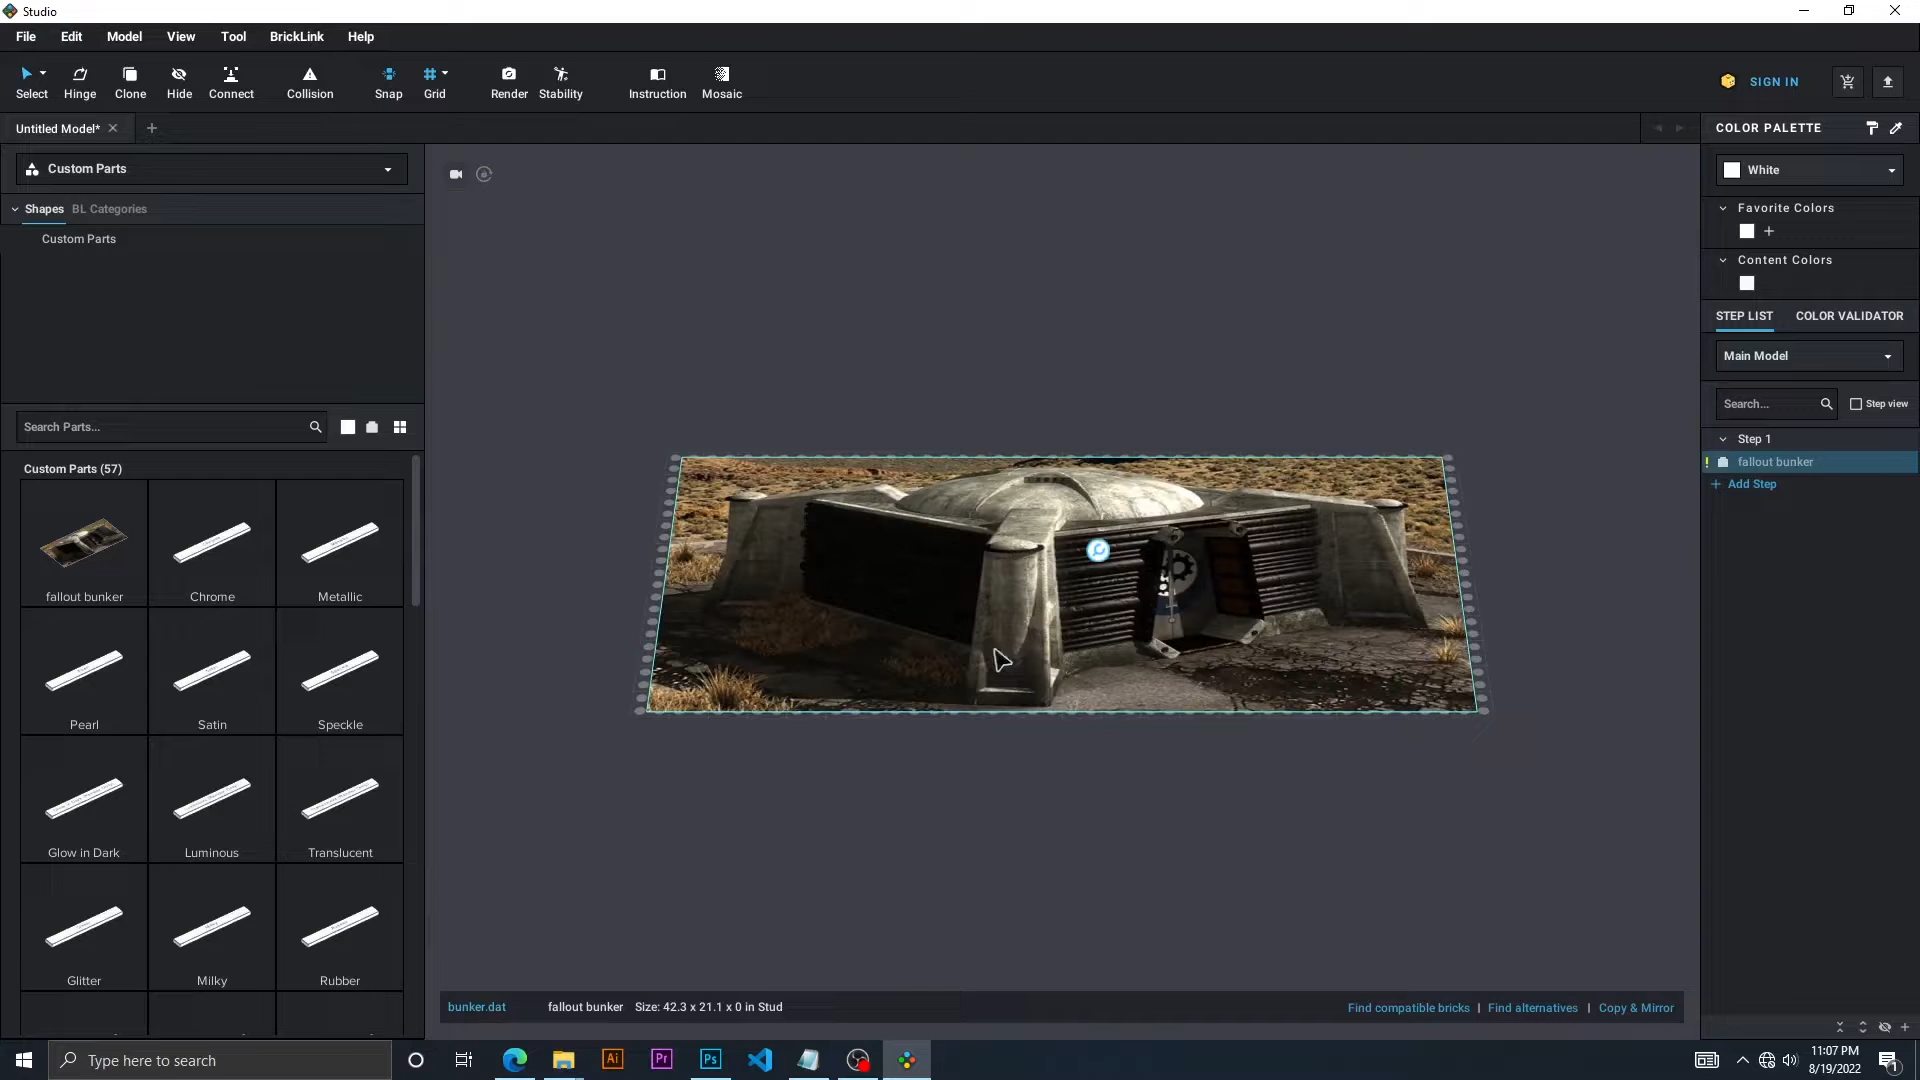 Studio
File Edit Model View Tool BrickLink Help
Select Hinge Clone Hide Connect Collision Snap Grid Render Stability Instruction Mosaic
SIGN IN
Untitled Model*
COLOR PALETTE
Custom Parts
White
Shapes BL Categories
Favorite Colors
Custom Parts
Content Colors
STEP LIST COLOR VALIDATOR
Main Model
Search... Step view
Search Parts...
Step 1
fallout bunker
Add Step
Custom Parts (57)
fallout bunker Chrome Metallic
Pearl Satin Speckle
Glow in Dark Luminous Translucent
Glitter Milky Rubber
bunker.dat fallout bunker Size: 42.3 x 21.1 x 0 in Stud
Find compatible bricks | Find alternatives | Copy & Mirror
Type here to search
Ai Pr Ps
11:07 PM
8/19/2022
1